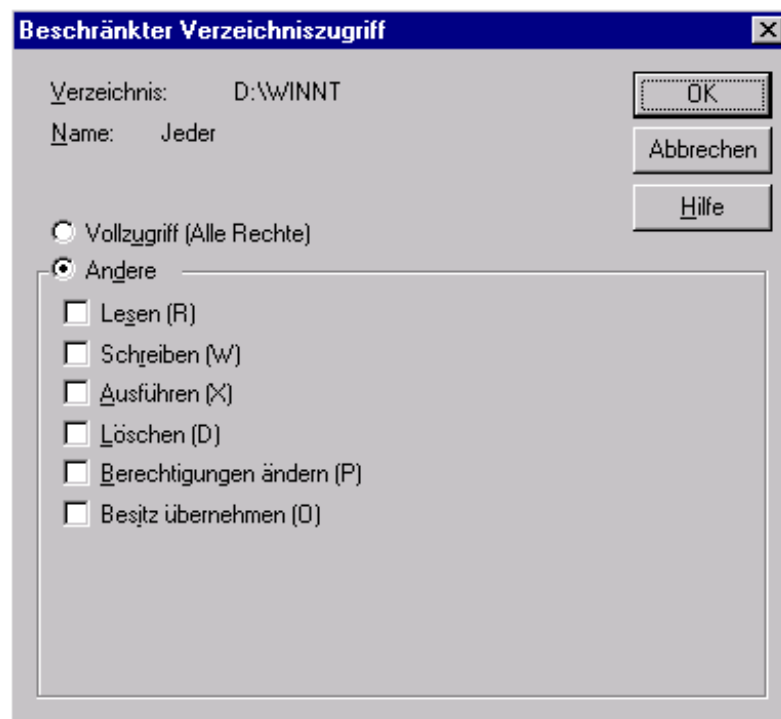 Beschränkter Verzeichniszugriff
Verzeichnis: D:\WINNT
OK
Name: Jeder
Abbrechen
Hilfe
Vollzugriff (Alle Rechte)
Andere
Lesen (R)
Schreiben (W)
Ausführen (X)
Löschen (D)
Berechtigungen ändern (P)
Besitz übernehmen (O)